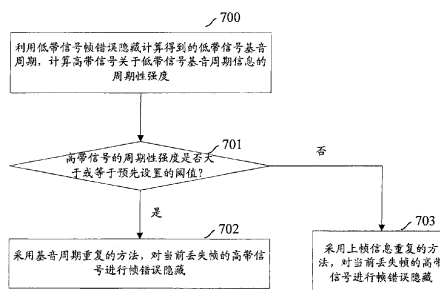 700
利用低带信号帧错误隐藏计算得到的低带信号基音
周期，计算高带信号关于低带信号基音周期信息的
周期性强度
701
高带信号的周期性强度是否大
于或等于预先设置的阈值？
否
是
702
采用基音周期重复的方法，对当前丢失帧的高带信
号进行帧错误隐藏
703
采用上帧信息重复的方
法，对当前丢失帧的高带
信号进行帧错误隐藏